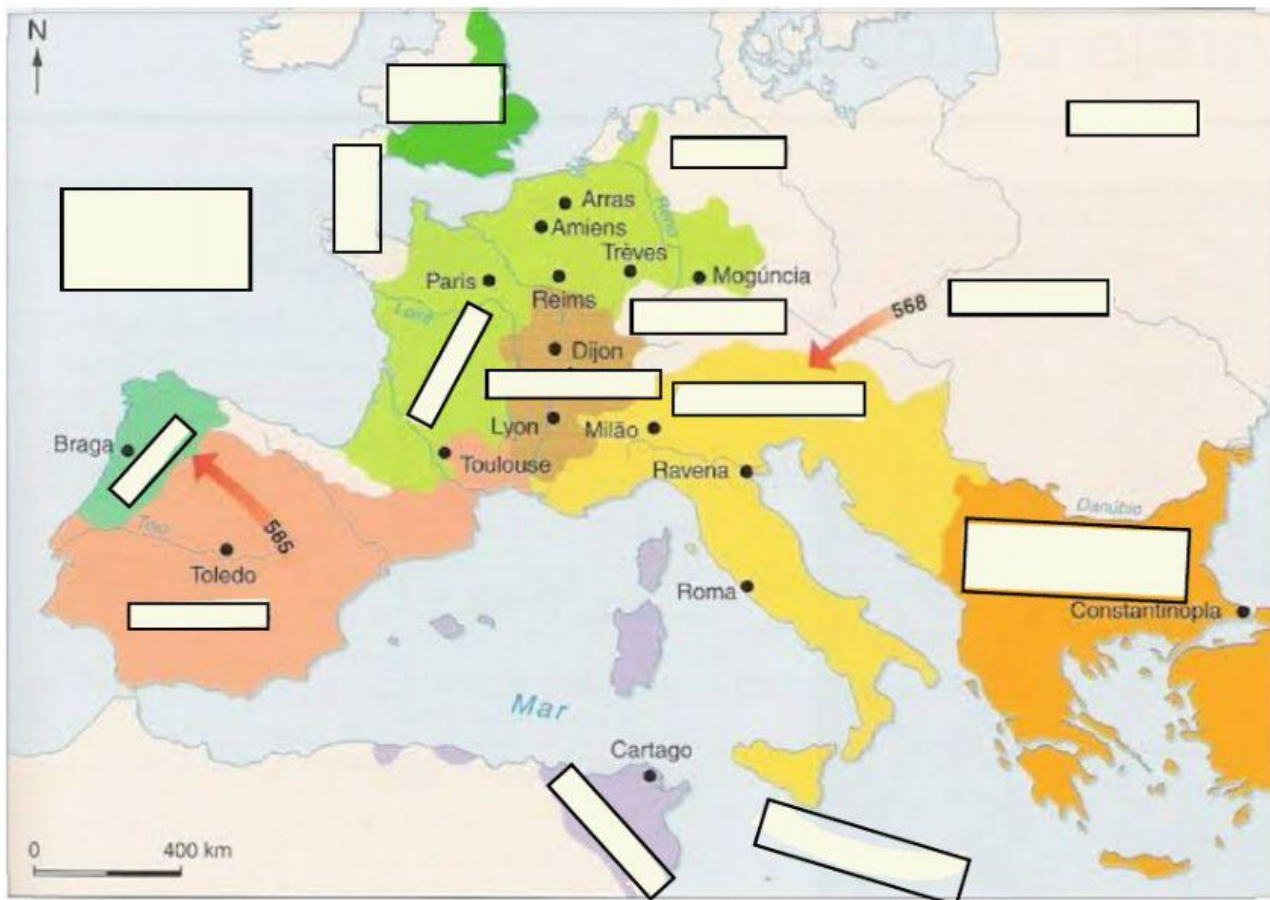 N
Arras
Amiens
Reno
Trèves
Paris
Mogúncia
Reims
Loire
568
Dijon
Lyon
Milão
Braga
Toulouse
Ravena
585
Tejo
Danúbio
Toledo
Roma
Constantinopla
Mar
Cartago
0
400 km